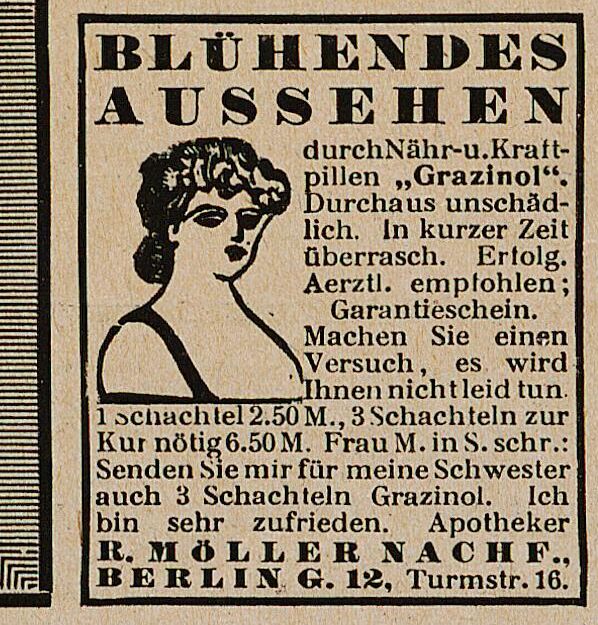 BLÜHENDES
AUSSEHEN
durch Nähr-u. Kraft-
pillen „Grazinol“.
Durchaus unschäd-
lich. In kurzer Zeit
überrasch. Erfolg.
Aerztl. empfohlen;
Garantieschein.
Machen Sie einen
Versuch, es wird
Ihnen nicht leid tun.
1 Schachtel 2.50 M., 3 Schachteln zur
Kur nötig 6.50 M. Frau M. in S. schr.:
Senden Sie mir für meine Schwester
auch 3 Schachteln Grazinol. Ich
bin sehr zufrieden. Apotheker
R. MÖLLER NACHF.,
BERLIN G. 12, Turmstr. 16.